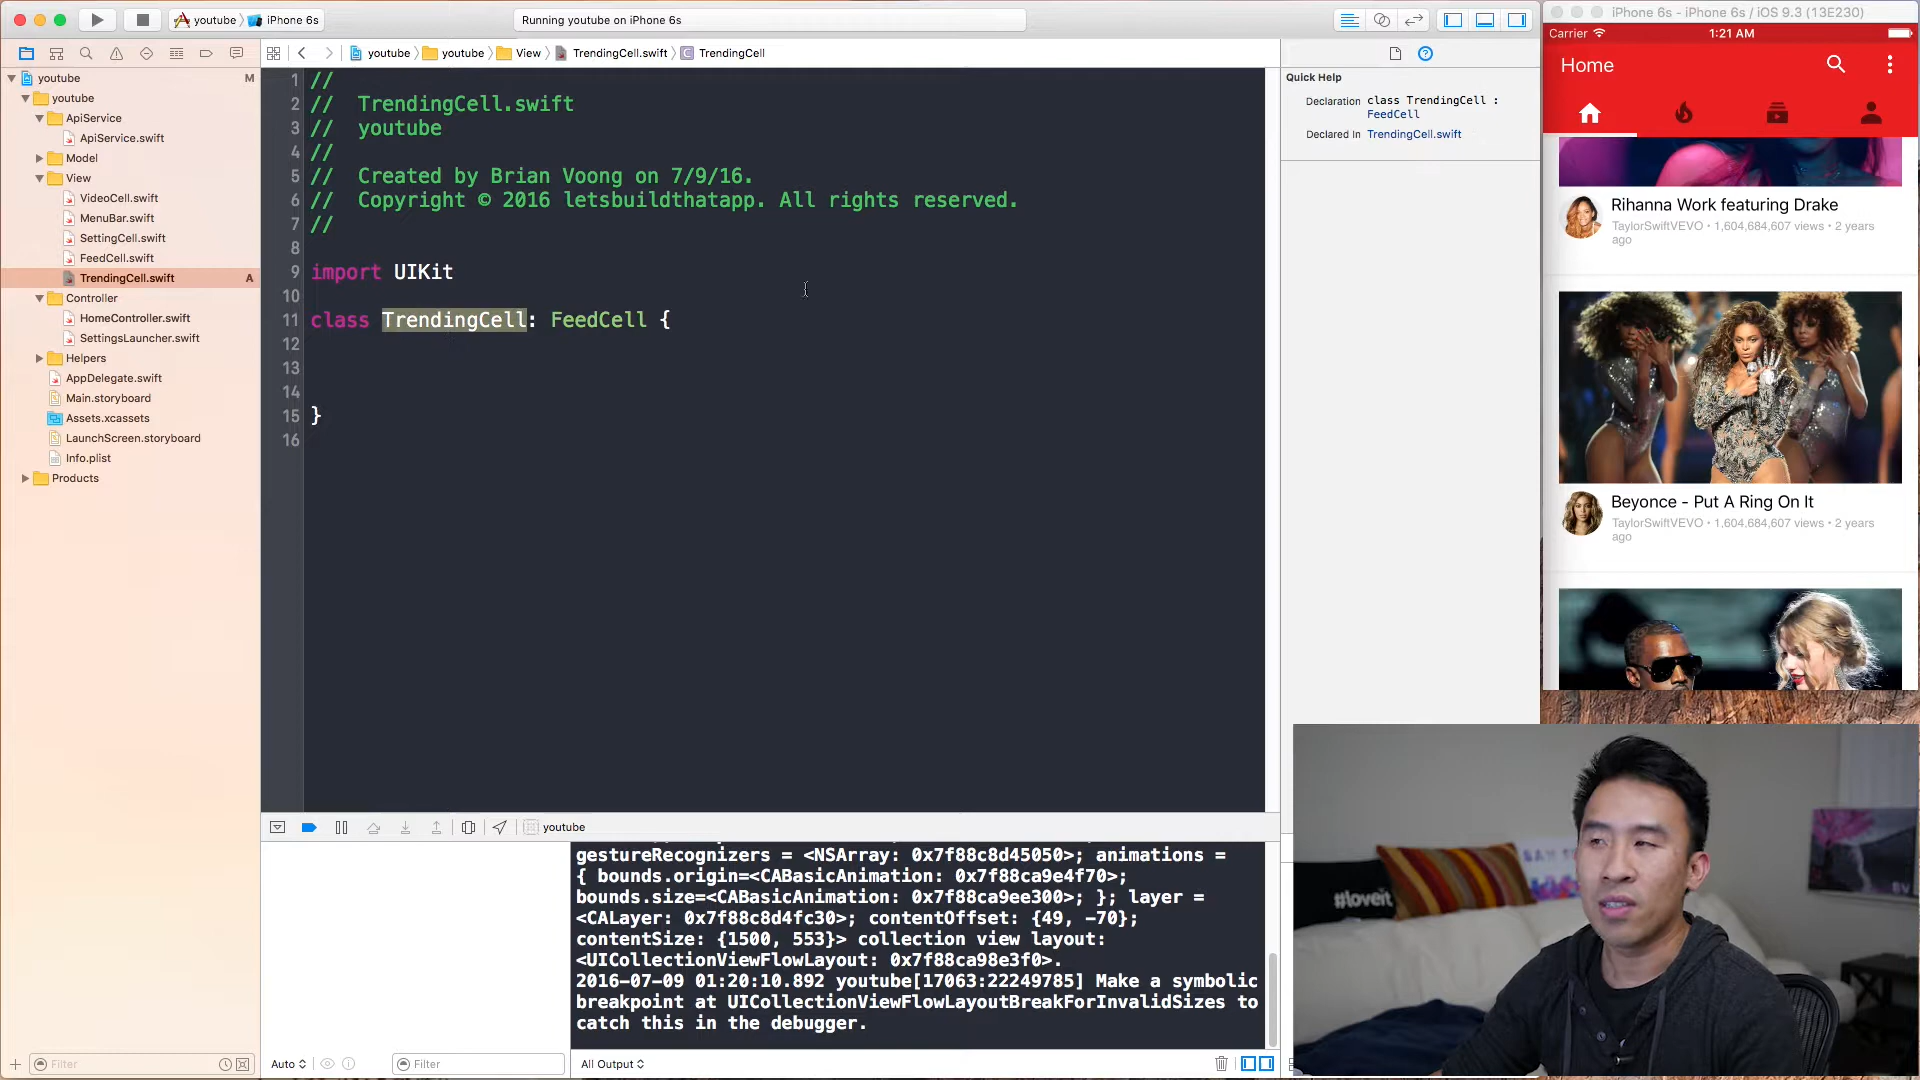 youtube
iPhone 6s
Running youtube on iPhone 6s
iPhone 6s - iPhone 6s / iOS 9.3 (13E230)
youtube
youtube
View
TrendingCell.swift
TrendingCell
youtube M
youtube
ApiService
ApiService.swift
Model
View
VideoCell.swift
MenuBar.swift
SettingCell.swift
FeedCell.swift
TrendingCell.swift A
Controller
HomeController.swift
SettingsLauncher.swift
Helpers
AppDelegate.swift
Main.storyboard
Assets.xcassets
LaunchScreen.storyboard
Info.plist
Products
Filter
1 //
2 //  TrendingCell.swift
3 //  youtube
4 //
5 //  Created by Brian Voong on 7/9/16.
6 //  Copyright © 2016 letsbuildthatapp. All rights reserved.
7 //
8
9 import UIKit
10
11 class TrendingCell: FeedCell {
12
13
14
15 }
16
youtube
gestureRecognizers = <NSArray: 0x7f88c8d45050>; animations =
{ bounds.origin=<CABasicAnimation: 0x7f88ca9e4f70>;
bounds.size=<CABasicAnimation: 0x7f88ca9ee300>; }; layer =
<CALayer: 0x7f88c8d4fc30>; contentOffset: {49, -70};
contentSize: {1500, 553}> collection view layout:
<UICollectionViewFlowLayout: 0x7f88ca98e3f0>.
2016-07-09 01:20:10.892 youtube[17063:22249785] Make a symbolic
breakpoint at UICollectionViewFlowLayoutBreakForInvalidSizes to
catch this in the debugger.
Auto
Filter
All Output
Quick Help
Declaration class TrendingCell :
FeedCell
Declared In TrendingCell.swift
Carrier 1:21 AM
Home
Rihanna Work featuring Drake
TaylorSwiftVEVO • 1,604,684,607 views • 2 years
ago
Beyonce - Put A Ring On It
TaylorSwiftVEVO • 1,604,684,607 views • 2 years
ago
#loveit